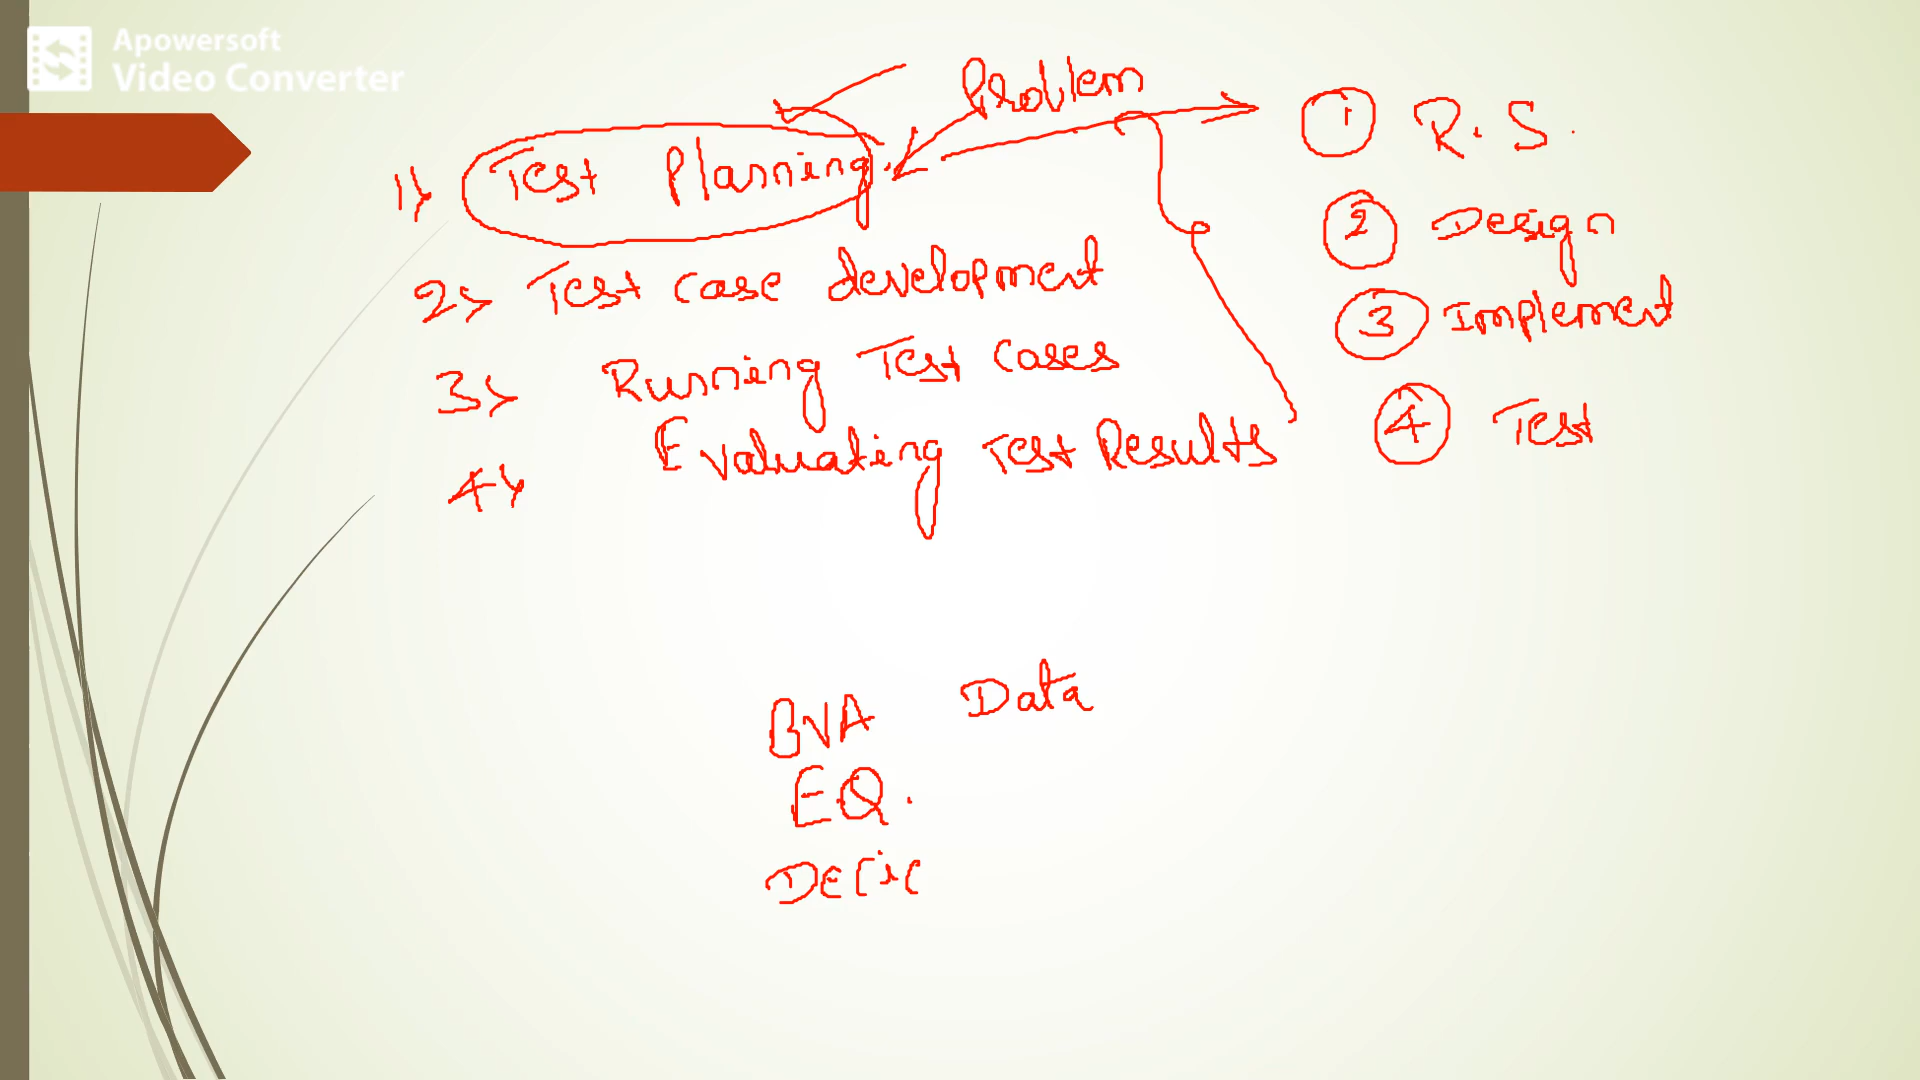 Apowersoft
Video Converter
Problem
1> Test Planning.
2> Test case development
3> Running Test cases
4> Evaluating Test Results
1 R.S.
2 Design
3 Implement
4 Test
BVA Data
EQ.